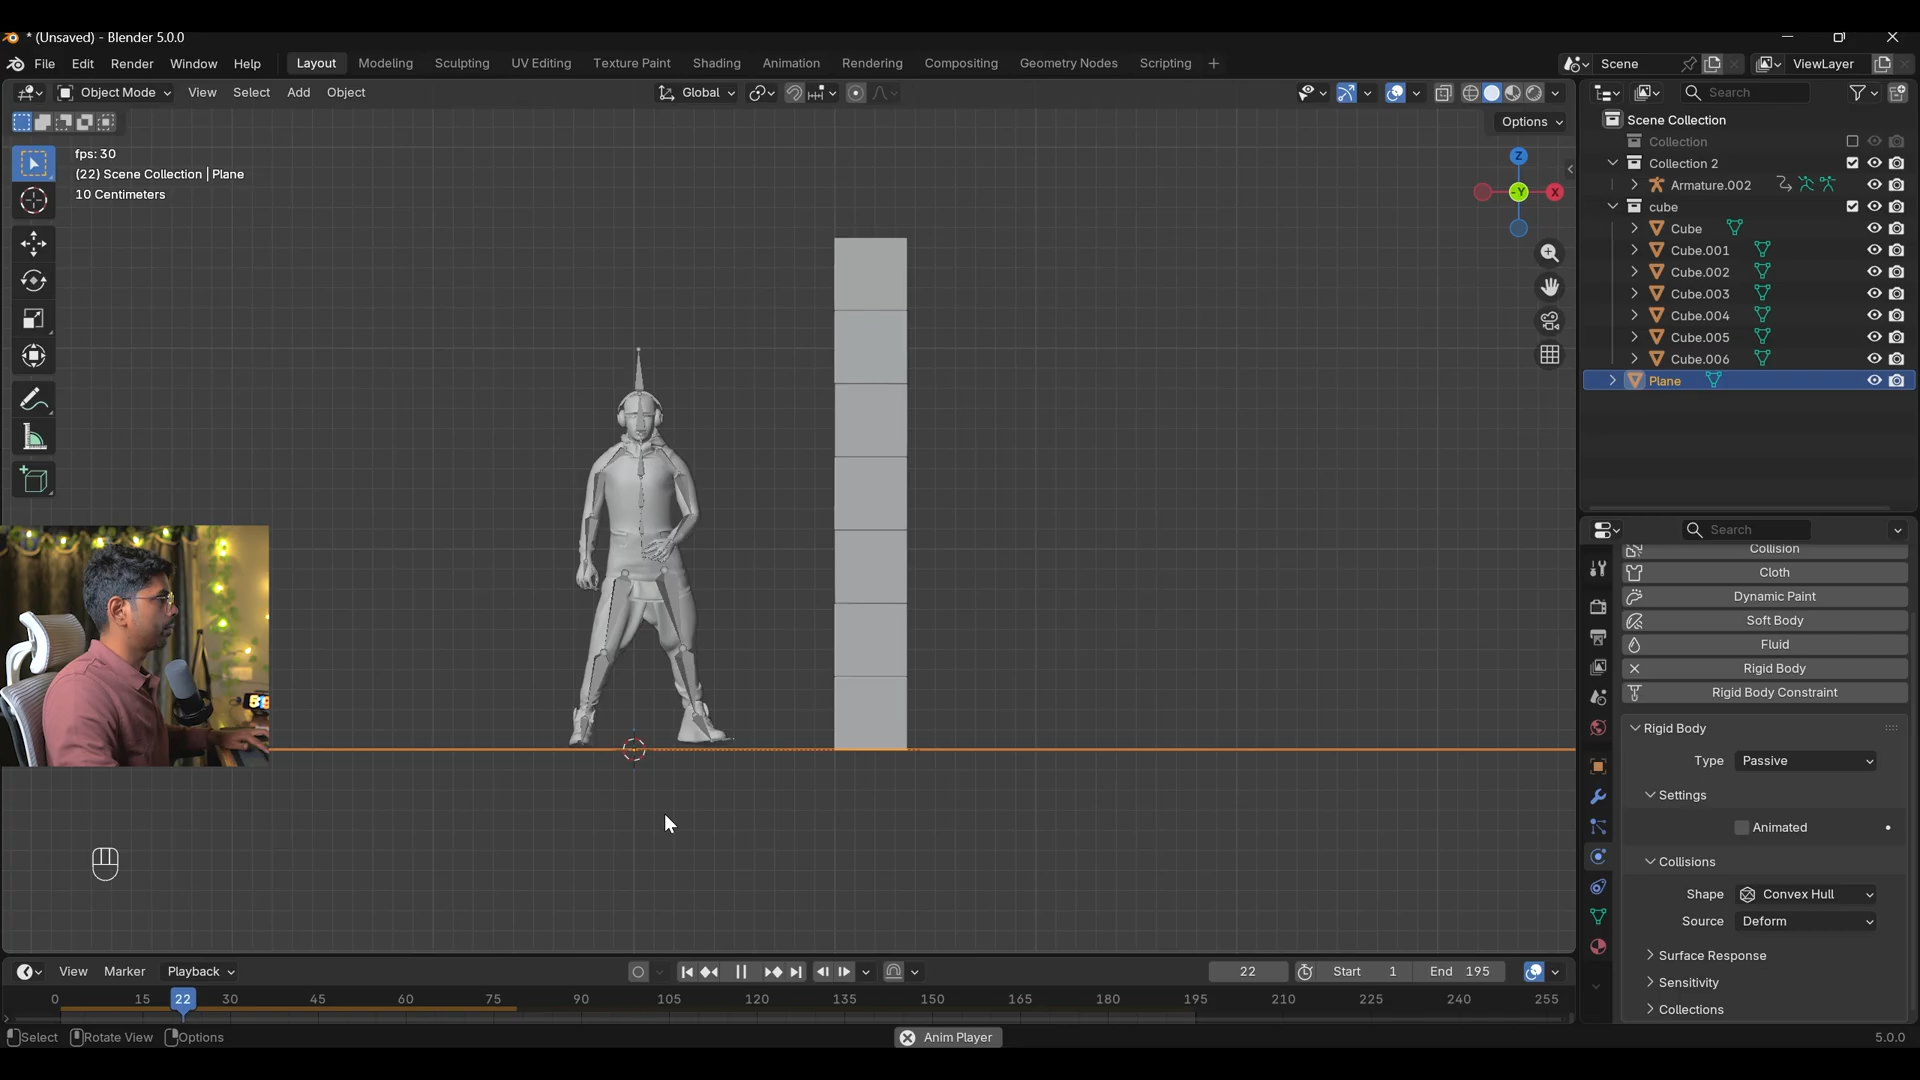 * (Unsaved) - Blender 5.0.0
File Edit Render Window Help Layout Modeling Sculpting UV Editing Texture Paint Shading Animation Rendering Compositing Geometry Nodes Scripting + Scene ViewLayer
Object Mode View Select Add Object Global Search
Options
fps: 30
(22) Scene Collection | Plane
10 Centimeters
Z
-Y
X
Scene Collection
Collection
Collection 2
Armature.002
cube
Cube
Cube.001
Cube.002
Cube.003
Cube.004
Cube.005
Cube.006
Plane
Search
Collision
Cloth
Dynamic Paint
Soft Body
Fluid
Rigid Body
Rigid Body Constraint
Rigid Body
Type Passive
Settings
Animated
Collisions
Shape Convex Hull
Source Deform
Surface Response
Sensitivity
Collections
View Marker Playback 22 Start 1 End 195
0 15 22 30 45 60 75 90 105 120 135 150 165 180 195 210 225 240 255
Select Rotate View Options Anim Player 5.0.0